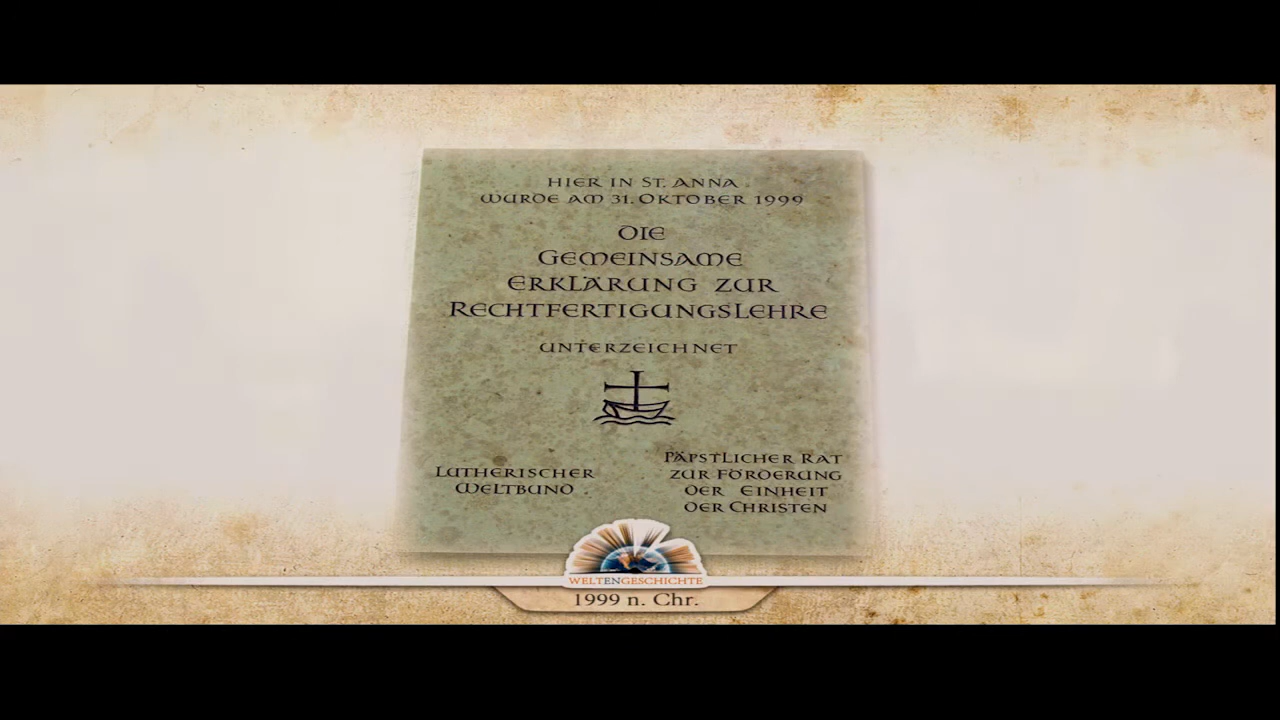 HIER IN ST. ANNA
WURDE AM 31. OKTOBER 1999
DIE
GEMEINSAME
ERKLÄRUNG ZUR
RECHTFERTIGUNGSLEHRE
UNTERZEICHNET
LUTHERISCHER
WELTBUND
PÄPSTLICHER RAT
ZUR FÖRDERUNG
DER EINHEIT
DER CHRISTEN
WELTENGESCHICHTE
1999 n. Chr.